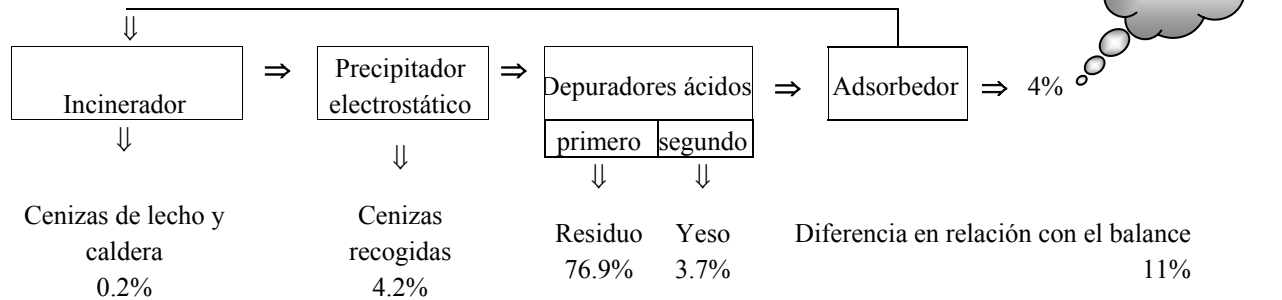 Incinerador
Precipitador
electrostático
Depuradores ácidos
primero
segundo
Adsorbedor
4%
Cenizas de lecho y
caldera
0.2%
Cenizas
recogidas
4.2%
Residuo
76.9%
Yeso
3.7%
Diferencia en relación con el balance
11%